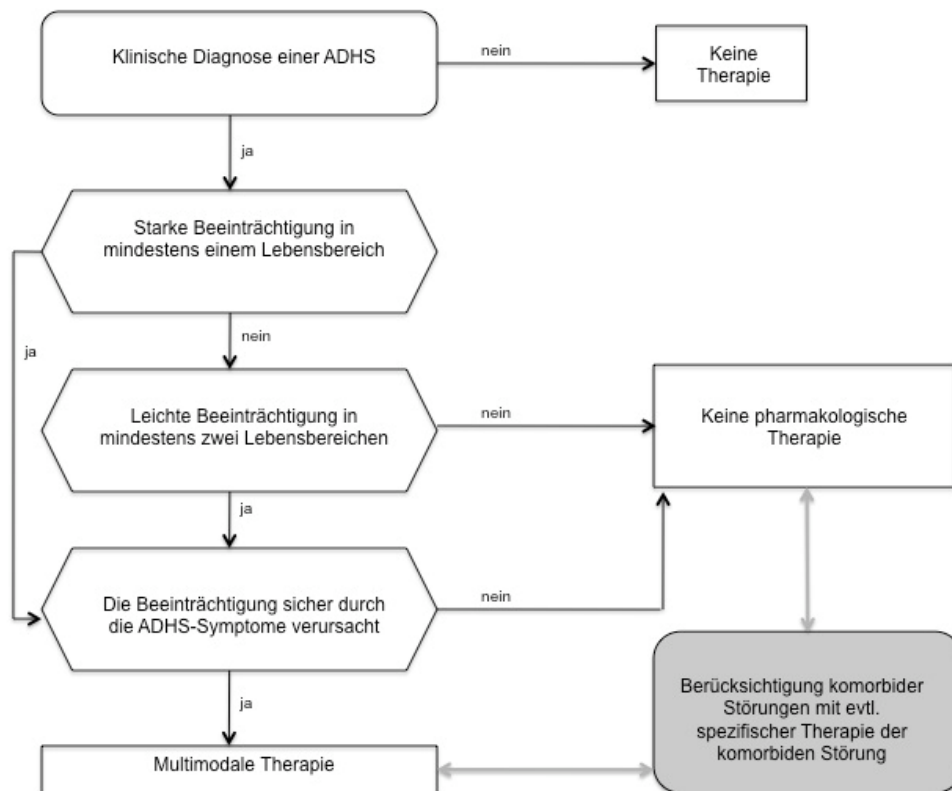 Klinische Diagnose einer ADHS
nein
Keine
Therapie
ja
Starke Beeinträchtigung in
mindestens einem Lebensbereich
ja
nein
Leichte Beeinträchtigung in
mindestens zwei Lebensbereichen
nein
Keine pharmakologische
Therapie
ja
Die Beeinträchtigung sicher durch
die ADHS-Symptome verursacht
nein
ja
Multimodale Therapie
Berücksichtigung komorbider
Störungen mit evtl.
spezifischer Therapie der
komorbiden Störung